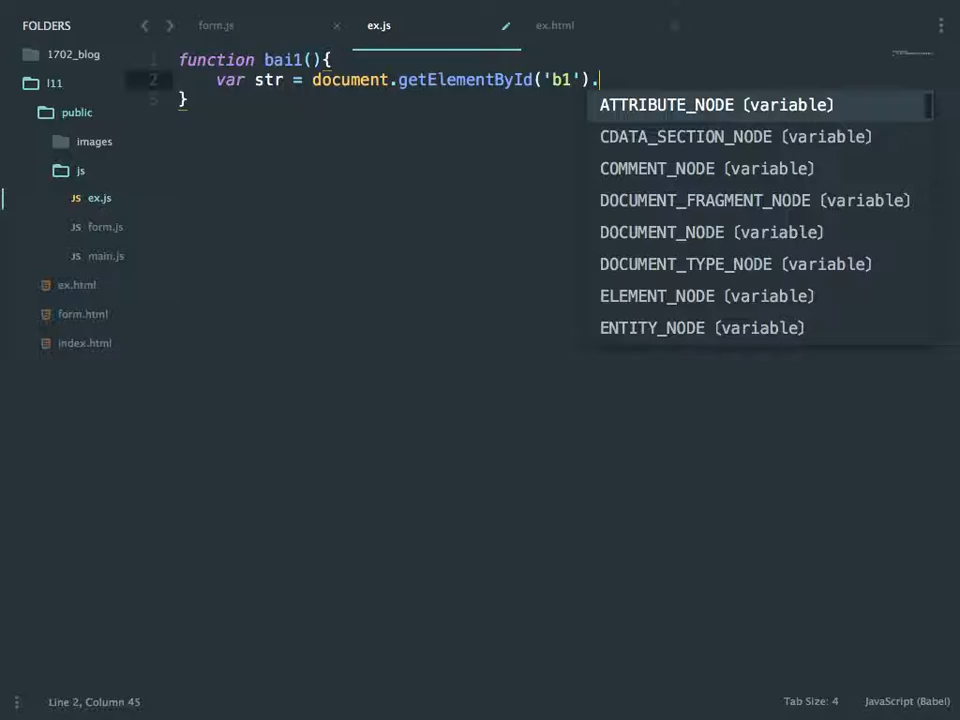 FOLDERS
1702_blog
l11
public
images
js
ex.js
form.js
main.js
ex.html
form.html
index.html
form.js
ex.js
ex.html
1
function bai1(){
2
var str = document.getElementById('b1').
}
ATTRIBUTE_NODE (variable)
CDATA_SECTION_NODE (variable)
COMMENT_NODE (variable)
DOCUMENT_FRAGMENT_NODE (variable)
DOCUMENT_NODE (variable)
DOCUMENT_TYPE_NODE (variable)
ELEMENT_NODE (variable)
ENTITY_NODE (variable)
Line 2, Column 45
Tab Size: 4
JavaScript (Babel)